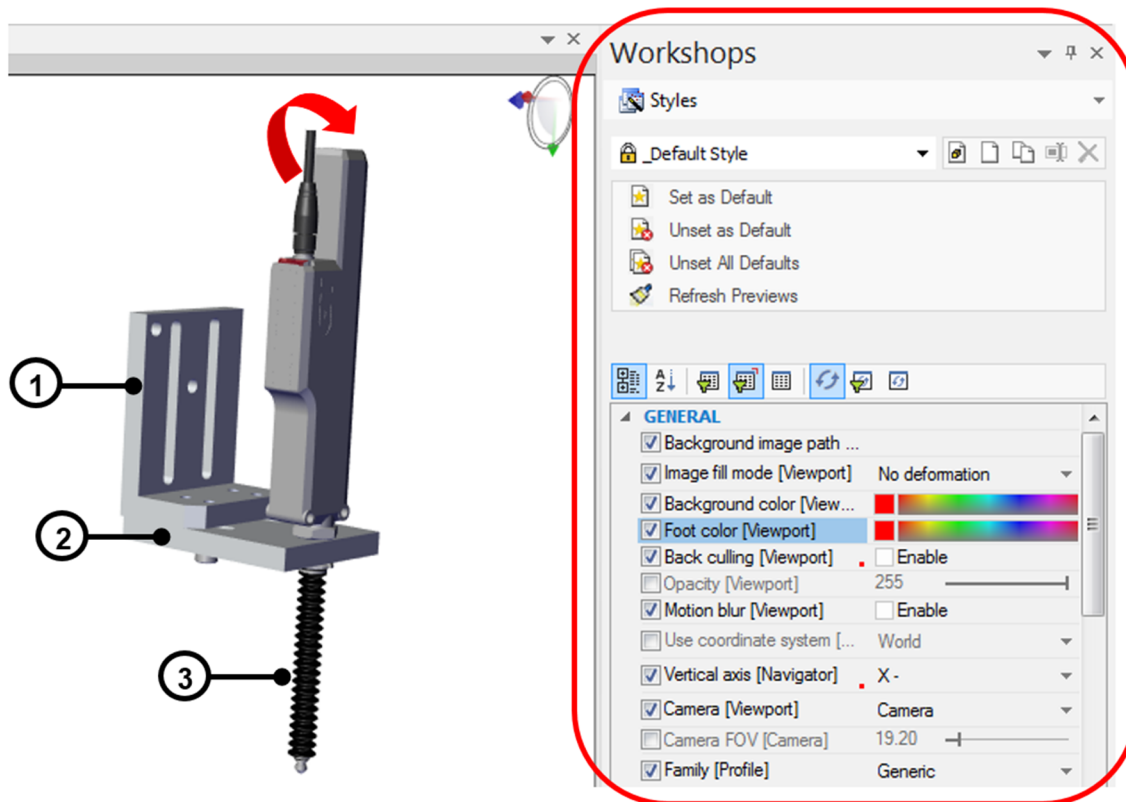 Workshops
Styles
_Default Style
Set as Default
Unset as Default
Unset All Defaults
Refresh Previews
A
Z
GENERAL
Background image path ...
Image fill mode [Viewport] No deformation
Background color [View...
Foot color [Viewport]
Back culling [Viewport] Enable
Opacity [Viewport] 255
Motion blur [Viewport] Enable
Use coordinate system [... World
Vertical axis [Navigator] X -
Camera [Viewport] Camera
Camera FOV [Camera] 19.20
Family [Profile] Generic
1
2
3